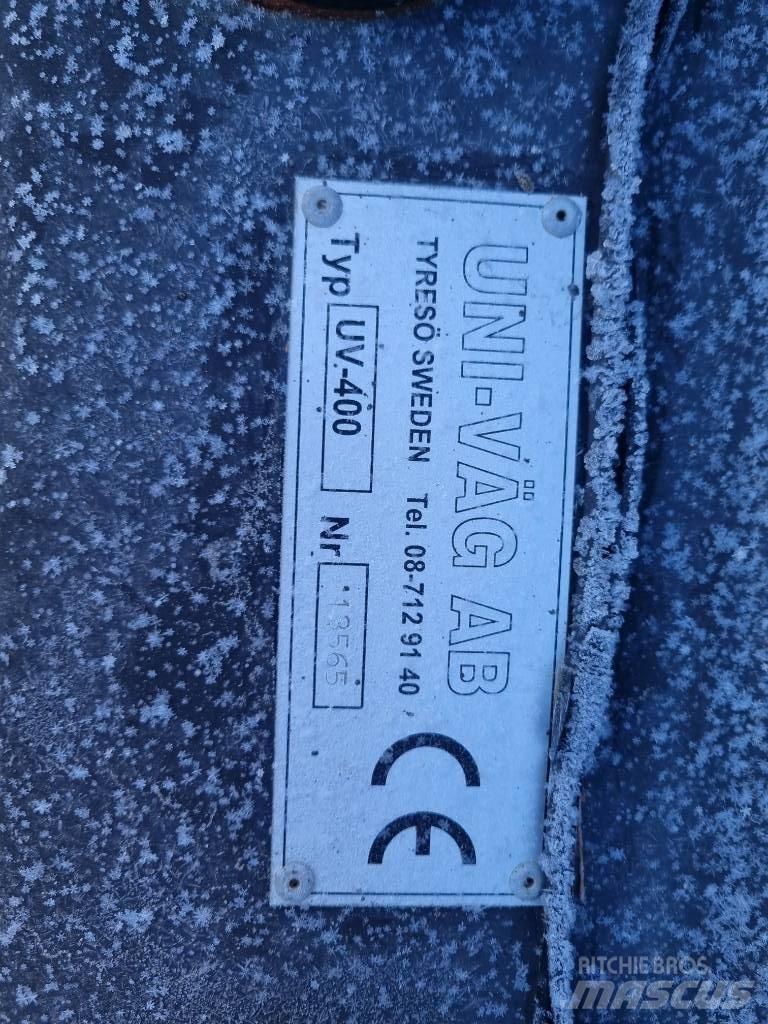 UNI-VÄG AB
TYRESÖ SWEDEN Tel. 08-712 91 40
Typ UV-400 Nr 13565
CE
RITCHIE BROS.
MASCUS